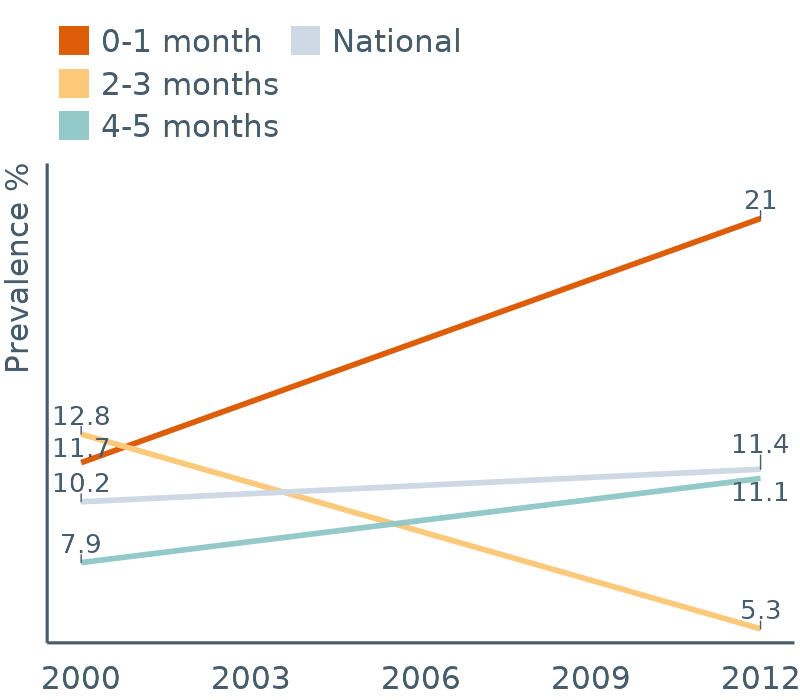 0-1 month
National
2-3 months
4-5 months
Prevalence %
21
12.8
11.7
10.2
7.9
11.4
11.1
5.3
2000 2003 2006 2009 2012